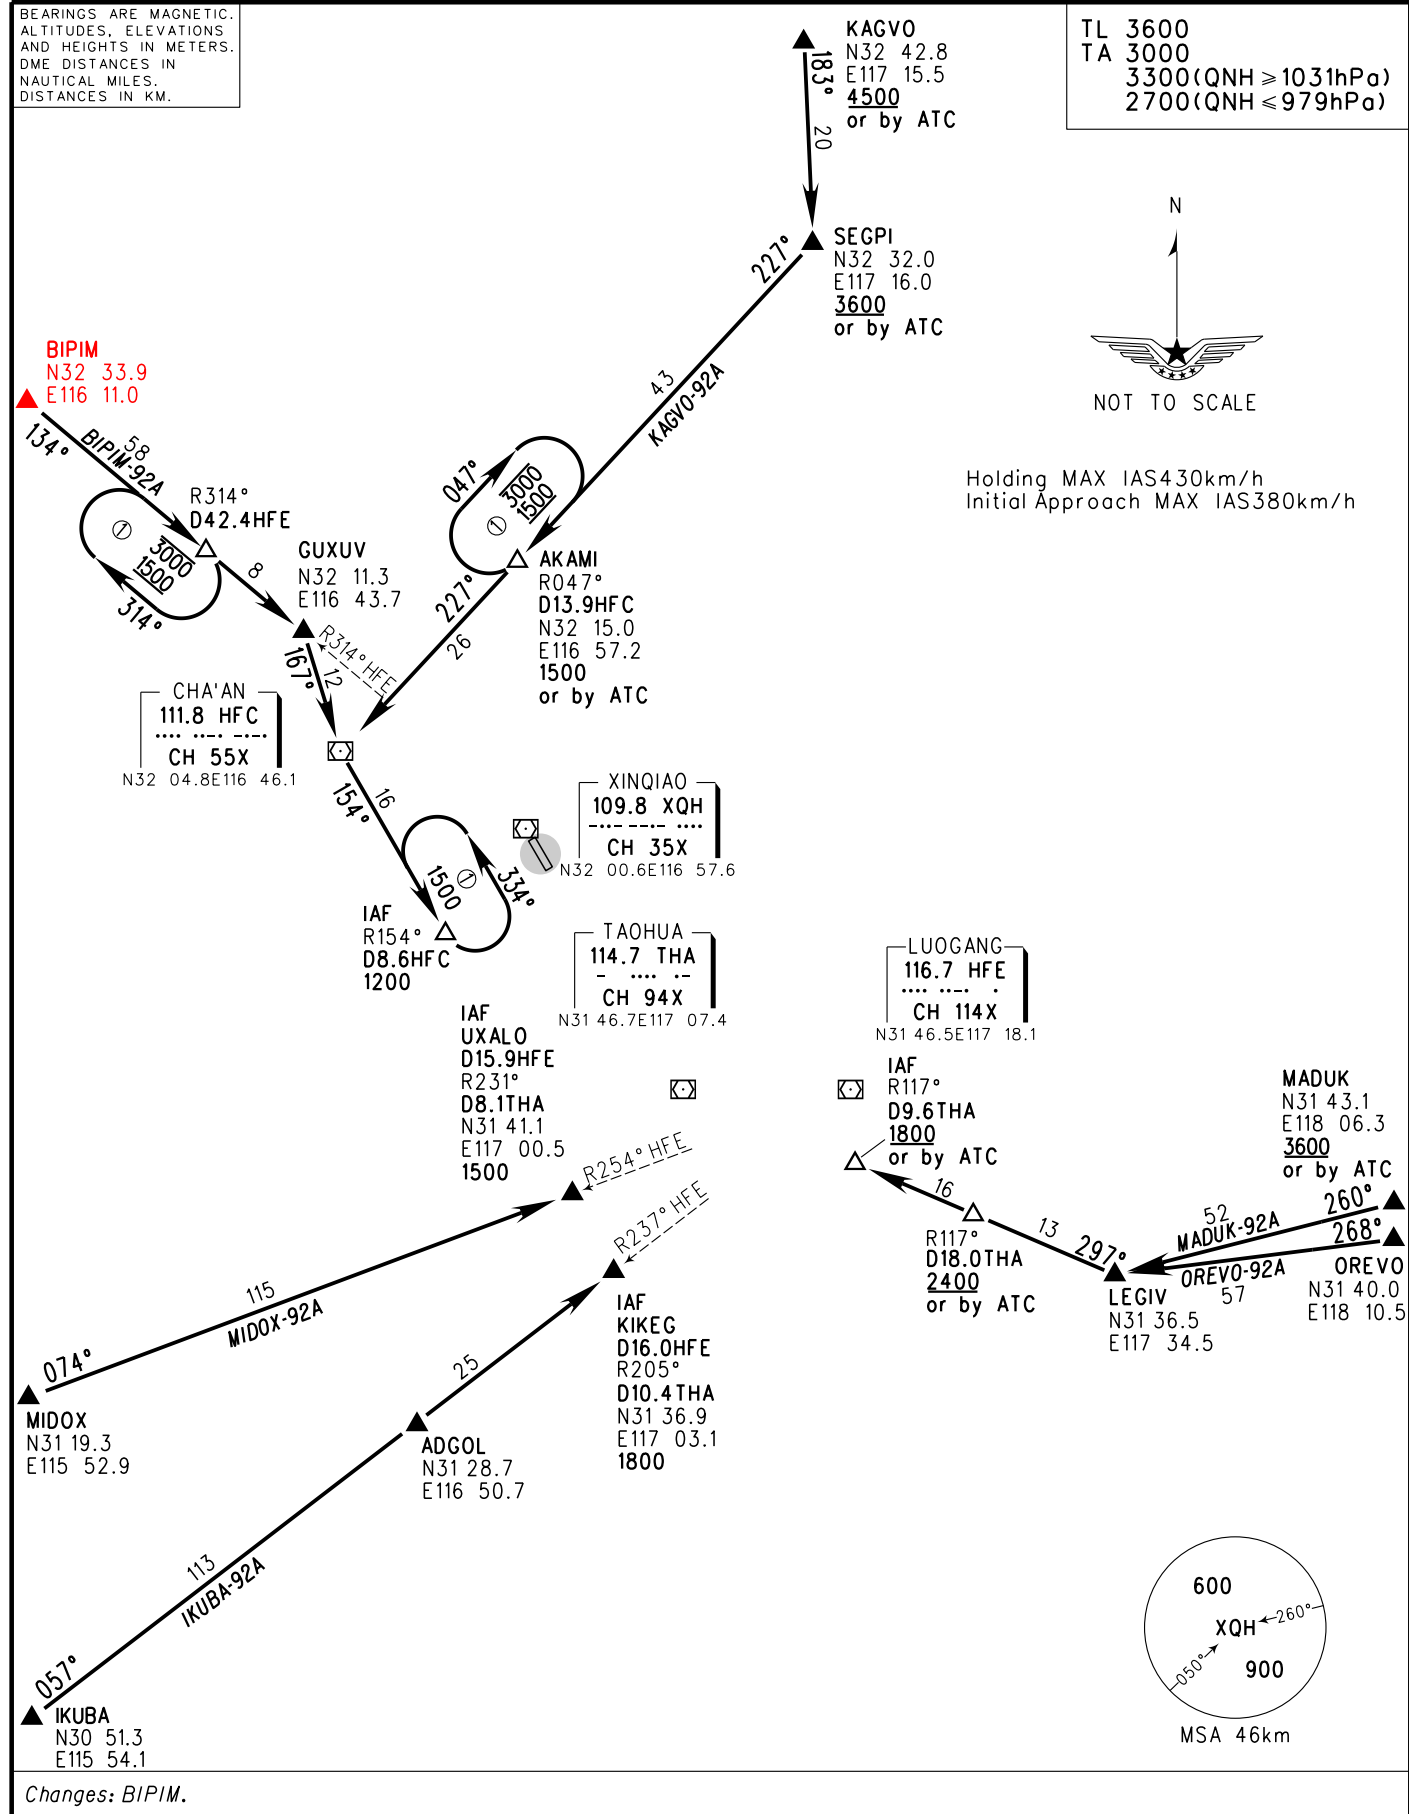 BEARINGS ARE MAGNETIC.
ALTITUDES, ELEVATIONS
AND HEIGHTS IN METERS.
DME DISTANCES IN
NAUTICAL MILES.
DISTANCES IN KM.
TL 3600
TA 3000
3300(QNH ≥ 1031hPa)
2700(QNH ≤ 979hPa)
KAGVO
N32 42.8
E117 15.5
4500
or by ATC
183°
20
SEGPI
N32 32.0
E117 16.0
3600
or by ATC
227°
43
KAGVO-92A
N
NOT TO SCALE
Holding MAX IAS430km/h
Initial Approach MAX IAS380km/h
BIPIM
N32 33.9
E116 11.0
134°
58
BIPIM-92A
R314°
D42.4HFE
①
3000
1500
314°
8
GUXUV
N32 11.3
E116 43.7
047°
3000
1500
①
AKAMI
R047°
D13.9HFC
N32 15.0
E116 57.2
1500
or by ATC
227°
26
R314° HFE
167°
12
CHA'AN
111.8 HFC
···· ··-· -·-·
CH 55X
N32 04.8E116 46.1
154°
16
XINQIAO
109.8 XQH
-··- --·- ····
CH 35X
N32 00.6E116 57.6
1500
①
334°
IAF
R154°
D8.6HFC
1200
TAOHUA
114.7 THA
- ···· ·-
CH 94X
N31 46.7E117 07.4
LUOGANG
116.7 HFE
···· ··-· ·
CH 114X
N31 46.5E117 18.1
IAF
UXALO
D15.9HFE
R231°
D8.1THA
N31 41.1
E117 00.5
1500
R254° HFE
R237° HFE
IAF
R117°
D9.6THA
1800
or by ATC
MADUK
N31 43.1
E118 06.3
3600
or by ATC
260°
52
MADUK-92A
268°
OREVO-92A
57
OREVO
N31 40.0
E118 10.5
16
13
297°
R117°
D18.0THA
2400
or by ATC
LEGIV
N31 36.5
E117 34.5
115
MIDOX-92A
074°
MIDOX
N31 19.3
E115 52.9
IAF
KIKEG
D16.0HFE
R205°
D10.4THA
N31 36.9
E117 03.1
1800
25
ADGOL
N31 28.7
E116 50.7
113
IKUBA-92A
057°
IKUBA
N30 51.3
E115 54.1
600
XQH
260°
050°
900
MSA 46km
Changes: BIPIM.